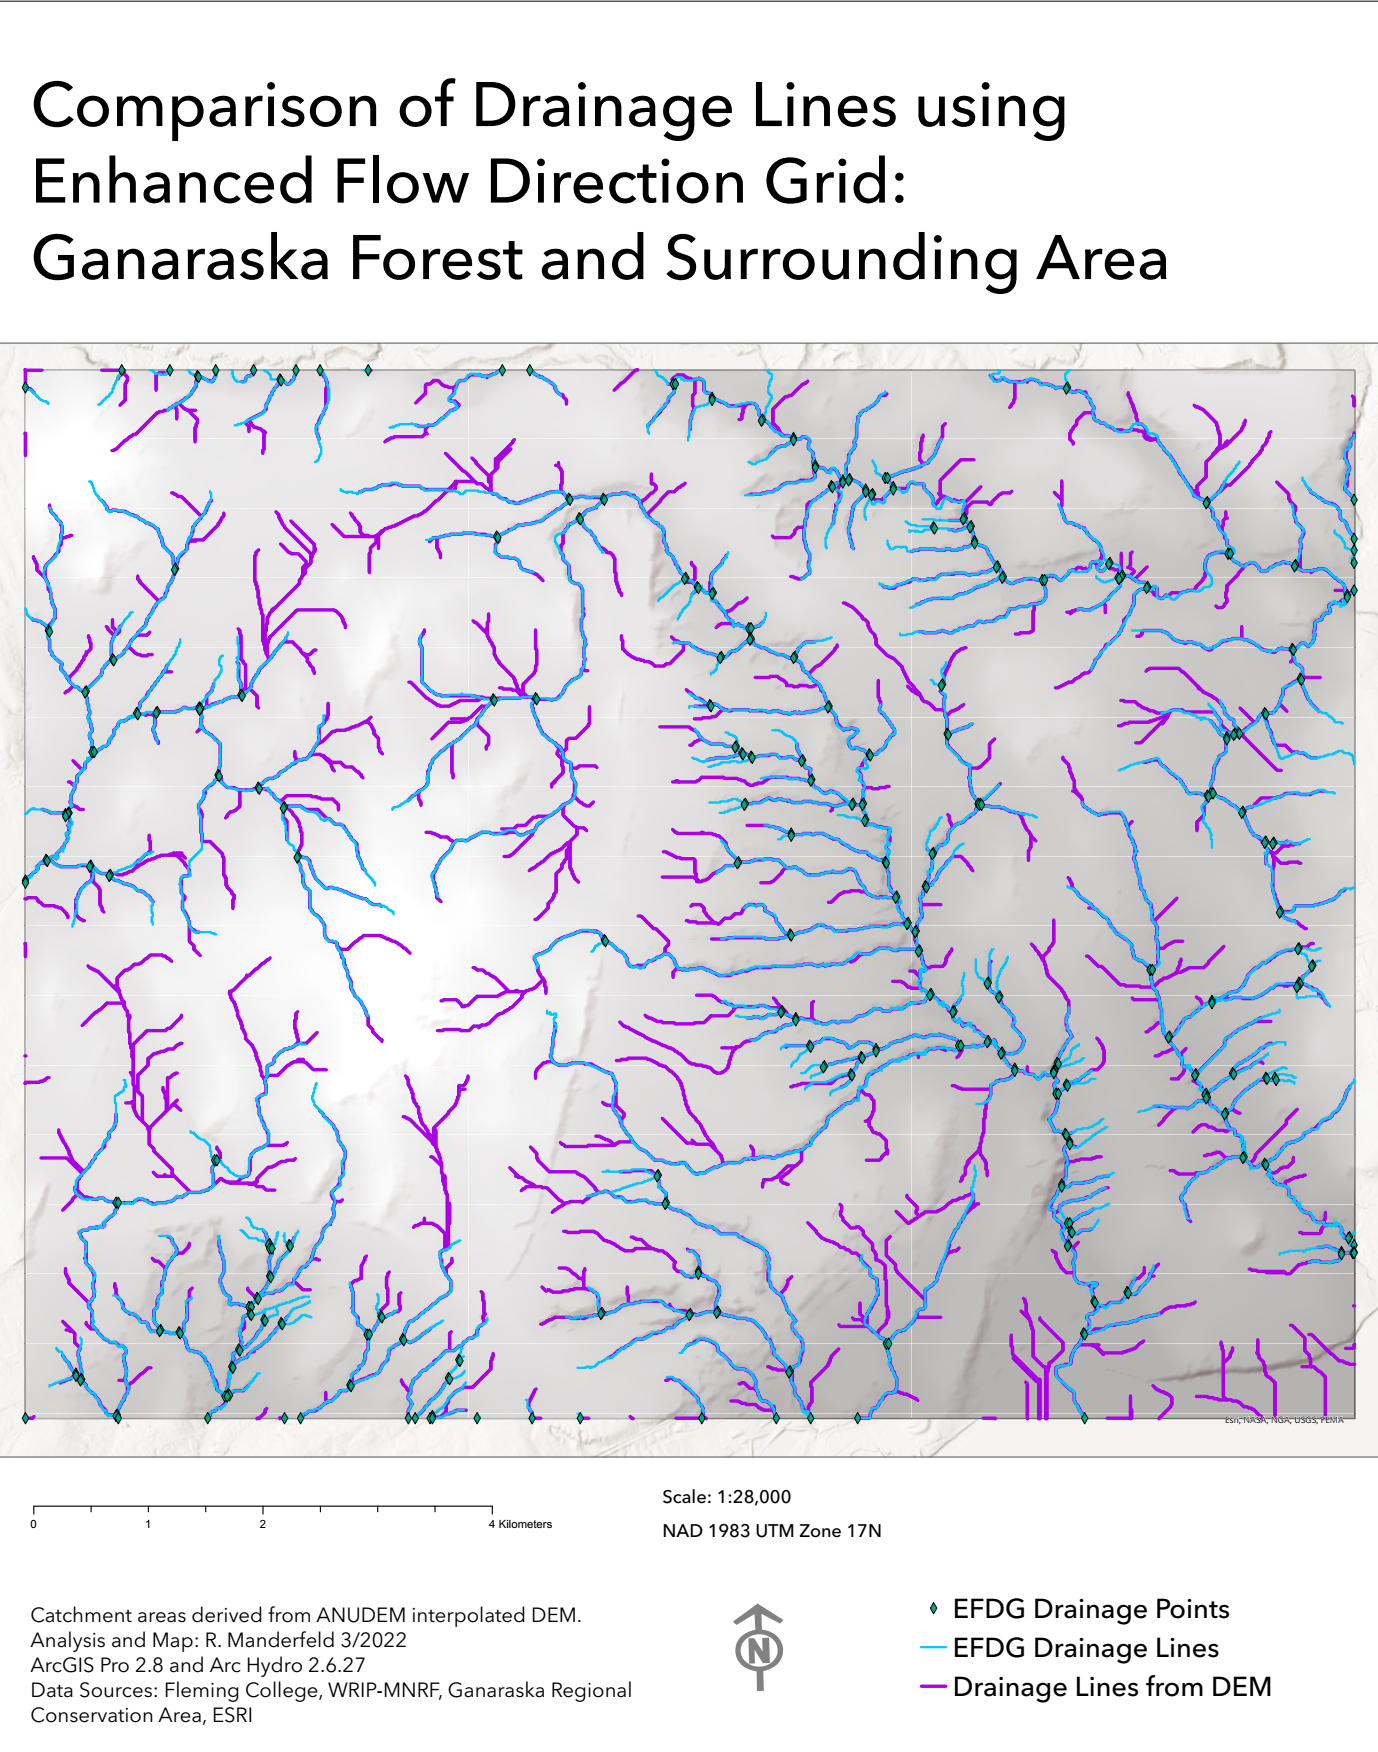 Comparison of Drainage Lines using
Enhanced Flow Direction Grid:
Ganaraska Forest and Surrounding Area
Esri, NASA, NGA, USGS, FEMA
0 1 2 4 Kilometers
Scale: 1:28,000
NAD 1983 UTM Zone 17N
Catchment areas derived from ANUDEM interpolated DEM.
Analysis and Map: R. Manderfeld 3/2022
ArcGIS Pro 2.8 and Arc Hydro 2.6.27
Data Sources: Fleming College, WRIP-MNRF, Ganaraska Regional
Conservation Area, ESRI
N
EFDG Drainage Points
EFDG Drainage Lines
Drainage Lines from DEM